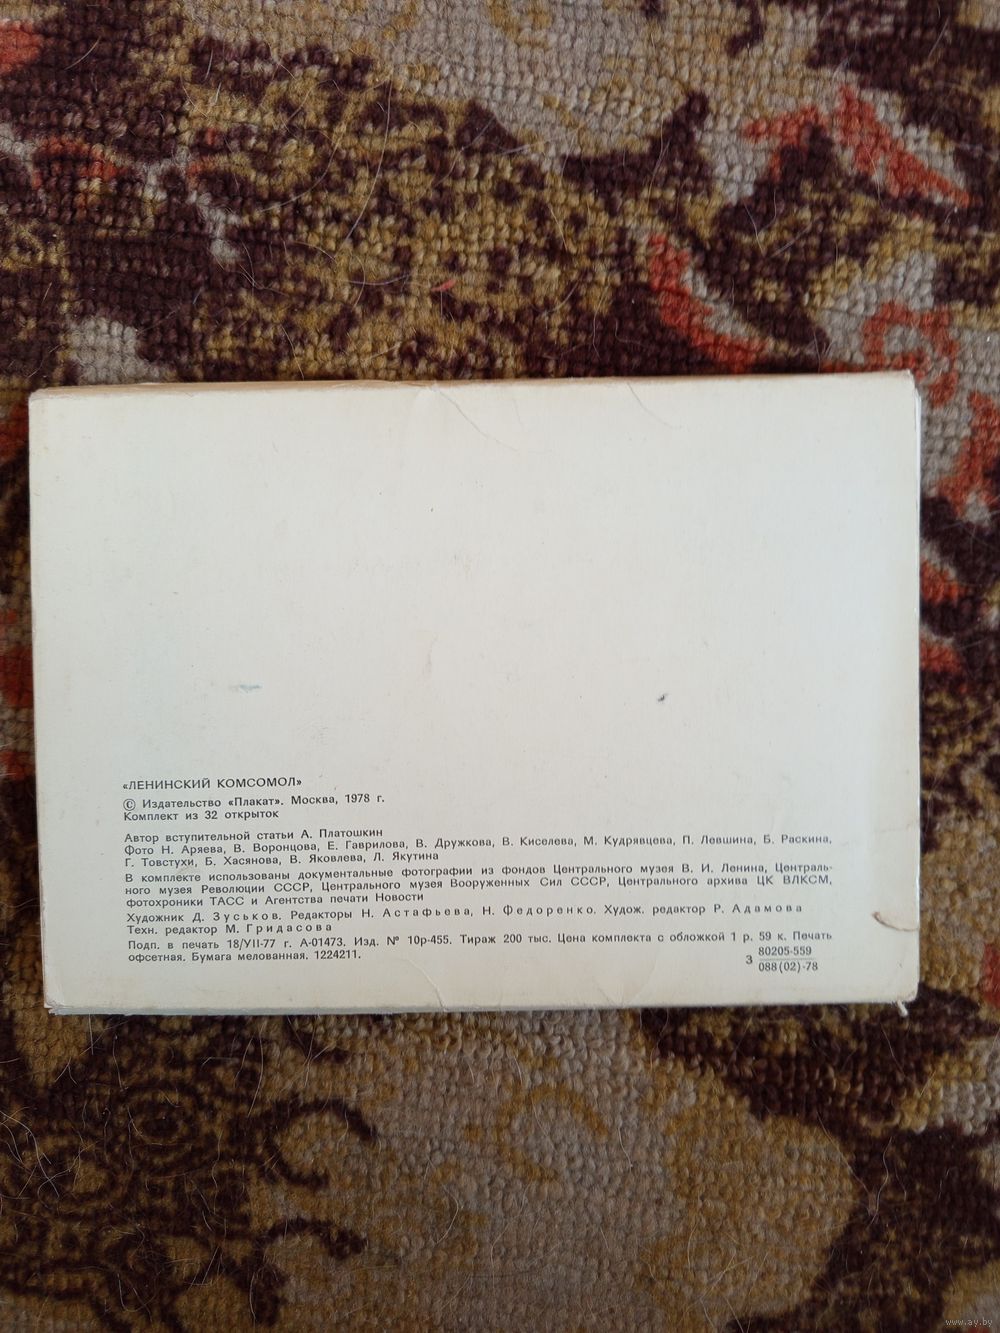 «ЛЕНИНСКИЙ КОМСОМОЛ»
© Издательство «Плакат». Москва, 1978 г.
Комплект из 32 открыток
Автор вступительной статьи А. Платошкин
Фото Н. Аряева, В. Воронцова, Е. Гаврилова, В. Дружкова, В. Киселева, М. Кудрявцева, П. Левшина, Б. Раскина,
Г. Товстухи, Б. Хасянова, В. Яковлева, Л. Якутина
В комплекте использованы документальные фотографии из фондов Центрального музея В. И. Ленина, Централь-
ного музея Революции СССР, Центрального музея Вооруженных Сил СССР, Центрального архива ЦК ВЛКСМ,
фотохроники ТАСС и Агентства печати Новости
Художник Д. Зуськов. Редакторы Н. Астафьева, Н. Федоренко. Худож. редактор Р. Адамова
Техн. редактор М. Гридасова
Подп. в печать 18/VII-77 г. А-01473. Изд. № 10р-455. Тираж 200 тыс. Цена комплекта с обложкой 1 р. 59 к. Печать
офсетная. Бумага мелованная. 1224211.
З 80205-559
088(02)-78
www.ay.by